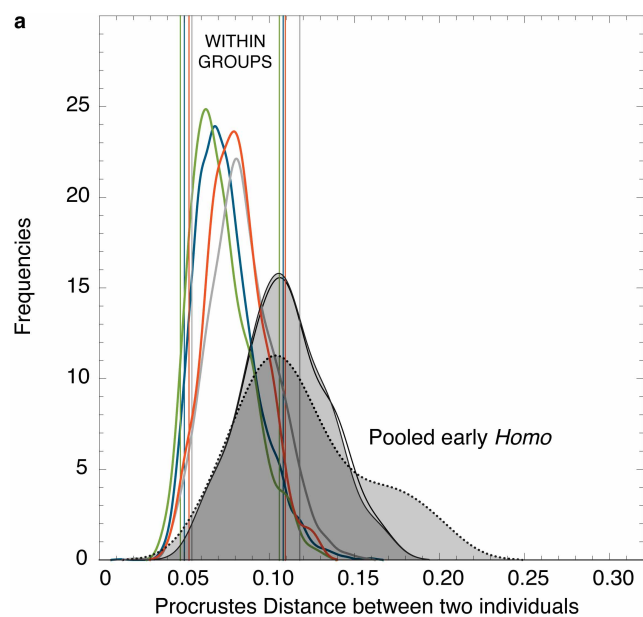 a
WITHIN
GROUPS
25
20
15
10
5
0
Frequencies
Pooled early Homo
0 0.05 0.10 0.15 0.20 0.25 0.30
Procrustes Distance between two individuals